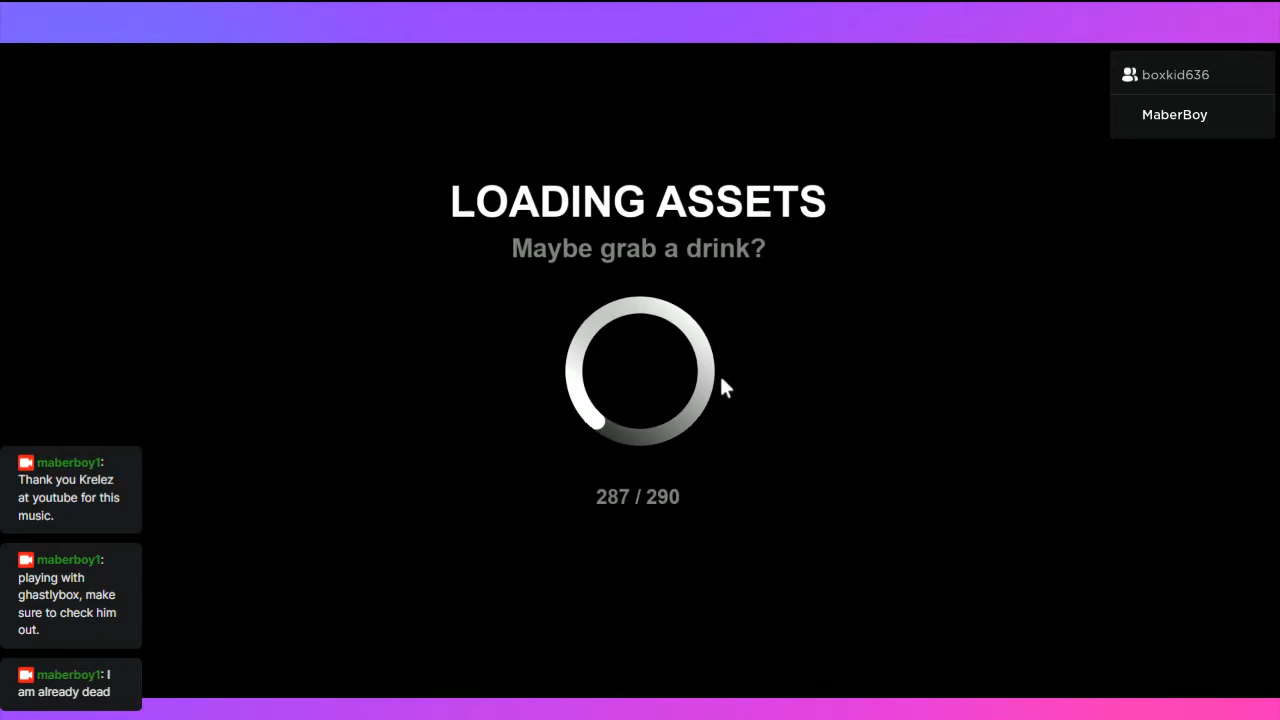 boxkid636
MaberBoy
LOADING ASSETS
Maybe grab a drink?
287 / 290
maberboy1:
Thank you Krelez
at youtube for this
music.
maberboy1:
playing with
ghastlybox, make
sure to check him
out.
maberboy1: I
am already dead